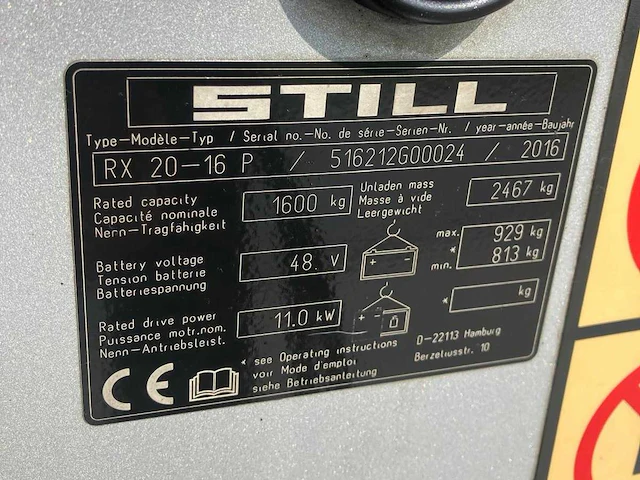 STILL
Type-Modèle-Typ / Serial no.-No. de série-Serien-Nr. / year-année-Baujahr
RX 20-16 P / 516212G00024 / 2016
Rated capacity
Capacité nominale
Nenn-Tragfähigkeit
1600 kg
Unladen mass
Masse à vide
Leergewicht
2467 kg
Battery voltage
Tension batterie
Batteriespannung
48. V
+ -
max. 929 kg
*
min. 813 kg
Rated drive power
Puissance motr.nom.
Nenn-Antriebsleist.
11.0 kW
+ -
* kg
CE
* see Operating instructions
voir Mode d'emploi
siehe Betriebsanleitung
D-22113 Hamburg
Berzeliusstr. 10